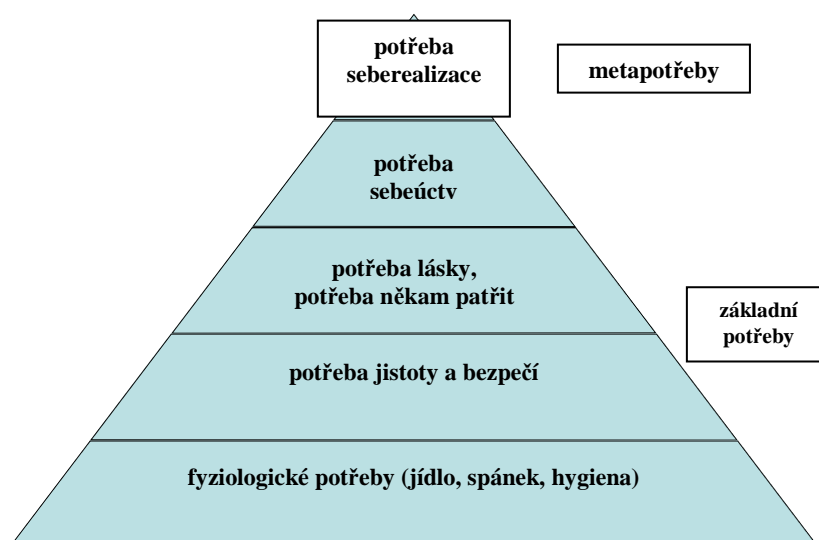 potřeba
seberealizace
metapotřeby
potřeba
sebeúctv
potřeba lásky,
potřeba někam patřit
základní
potřeby
potřeba jistoty a bezpečí
fyziologické potřeby (jídlo, spánek, hygiena)